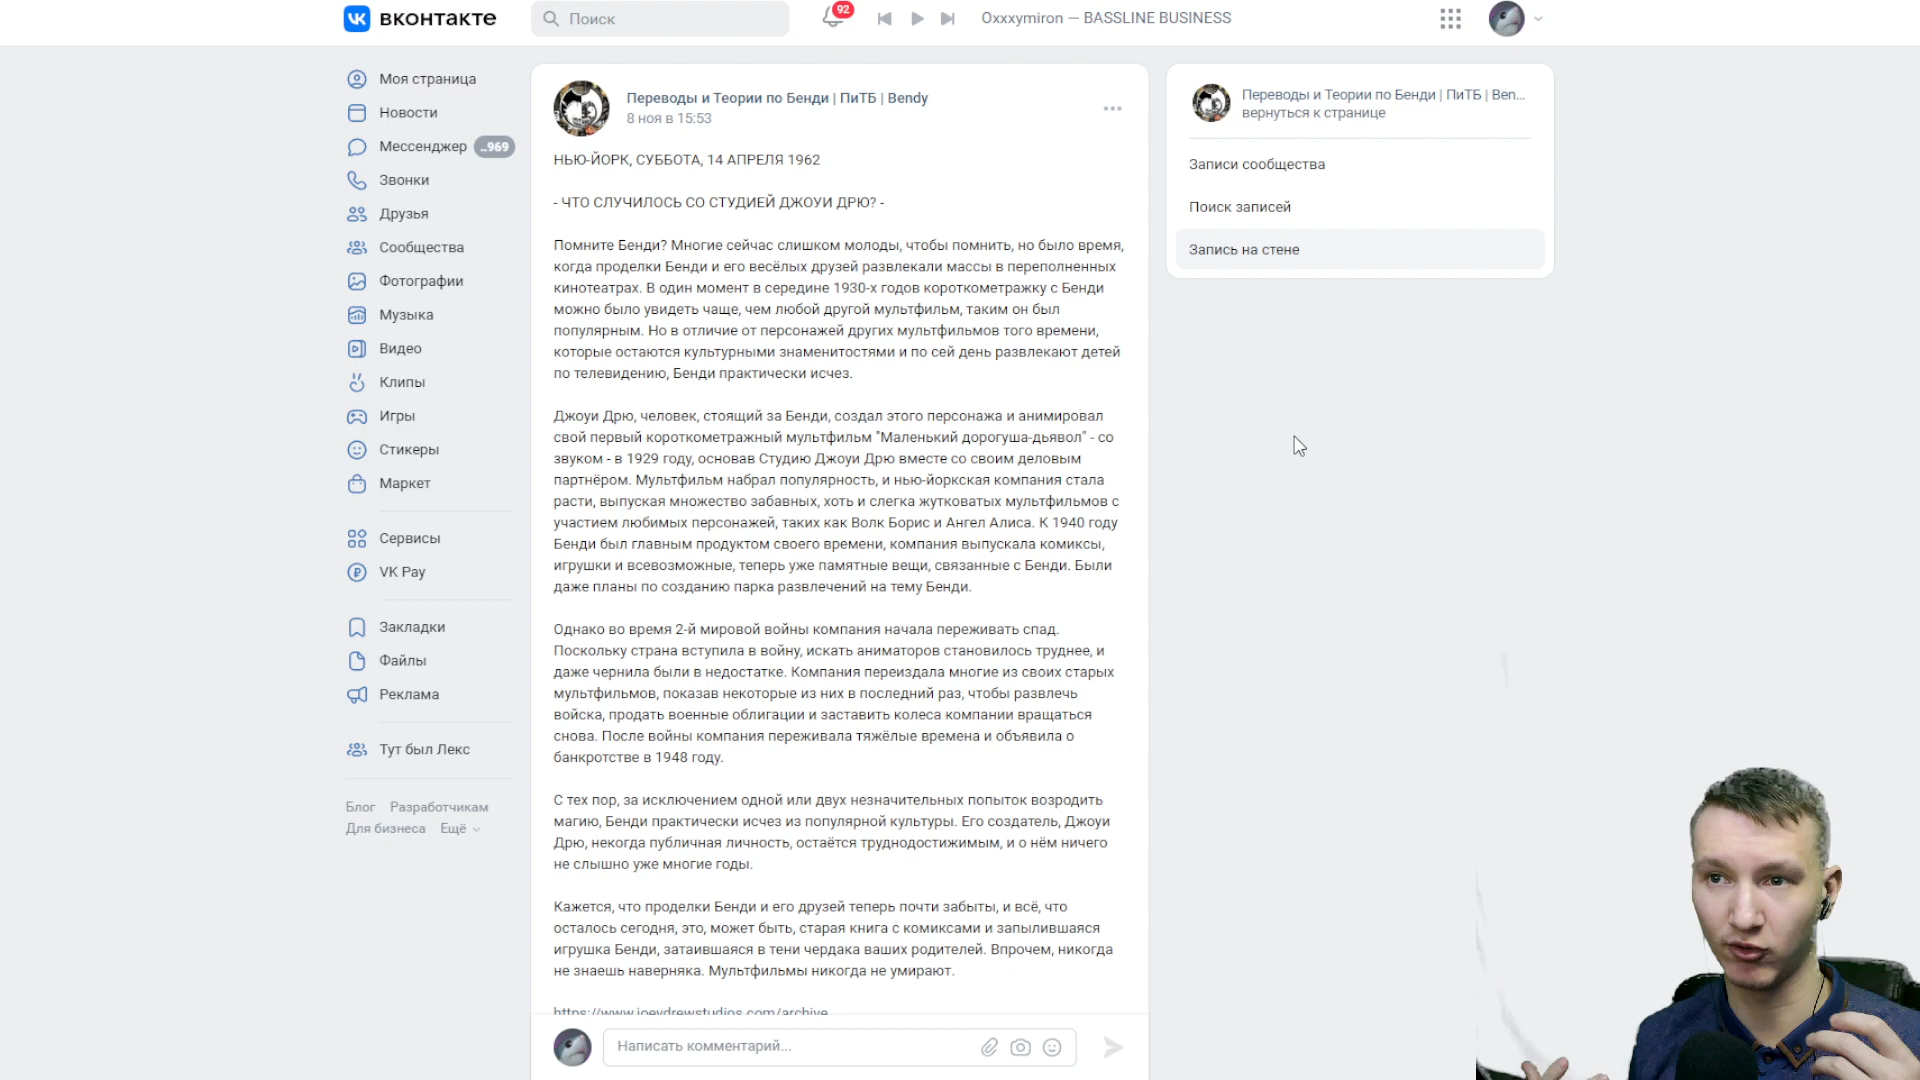 вконтакте
Поиск
92
Oxxxymiron — BASSLINE BUSINESS
Моя страница
Новости
Мессенджер
..969
Звонки
Друзья
Сообщества
Фотографии
Музыка
Видео
Клипы
Игры
Стикеры
Маркет
Сервисы
VK Pay
Закладки
Файлы
Реклама
Тут был Лекс
Блог Разработчикам
Для бизнеса Ещё
Переводы и Теории по Бенди | ПиТБ | Bendy
8 ноя в 15:53
НЬЮ-ЙОРК, СУББОТА, 14 АПРЕЛЯ 1962
- ЧТО СЛУЧИЛОСЬ СО СТУДИЕЙ ДЖОУИ ДРЮ? -
Помните Бенди? Многие сейчас слишком молоды, чтобы помнить, но было время,
когда проделки Бенди и его весёлых друзей развлекали массы в переполненных
кинотеатрах. В один момент в середине 1930-х годов короткометражку с Бенди
можно было увидеть чаще, чем любой другой мультфильм, таким он был
популярным. Но в отличие от персонажей других мультфильмов того времени,
которые остаются культурными знаменитостями и по сей день развлекают детей
по телевидению, Бенди практически исчез.
Джоуи Дрю, человек, стоящий за Бенди, создал этого персонажа и анимировал
свой первый короткометражный мультфильм "Маленький дорогуша-дьявол" - со
звуком - в 1929 году, основав Студию Джоуи Дрю вместе со своим деловым
партнёром. Мультфильм набрал популярность, и нью-йоркская компания стала
расти, выпуская множество забавных, хоть и слегка жутковатых мультфильмов с
участием любимых персонажей, таких как Волк Борис и Ангел Алиса. К 1940 году
Бенди был главным продуктом своего времени, компания выпускала комиксы,
игрушки и всевозможные, теперь уже памятные вещи, связанные с Бенди. Были
даже планы по созданию парка развлечений на тему Бенди.
Однако во время 2-й мировой войны компания начала переживать спад.
Поскольку страна вступила в войну, искать аниматоров становилось труднее, и
даже чернила были в недостатке. Компания переиздала многие из своих старых
мультфильмов, показав некоторые из них в последний раз, чтобы развлечь
войска, продать военные облигации и заставить колеса компании вращаться
снова. После войны компания переживала тяжёлые времена и объявила о
банкротстве в 1948 году.
С тех пор, за исключением одной или двух незначительных попыток возродить
магию, Бенди практически исчез из популярной культуры. Его создатель, Джоуи
Дрю, некогда публичная личность, остаётся труднодостижимым, и о нём ничего
не слышно уже многие годы.
Кажется, что проделки Бенди и его друзей теперь почти забыты, и всё, что
осталось сегодня, это, может быть, старая книга с комиксами и запылившаяся
игрушка Бенди, затаившаяся в тени чердака ваших родителей. Впрочем, никогда
не знаешь наверняка. Мультфильмы никогда не умирают.
https://www.joeydrewstudios.com/archive
Написать комментарий...
Переводы и Теории по Бенди | ПиТБ | Ben...
вернуться к странице
Записи сообщества
Поиск записей
Запись на стене